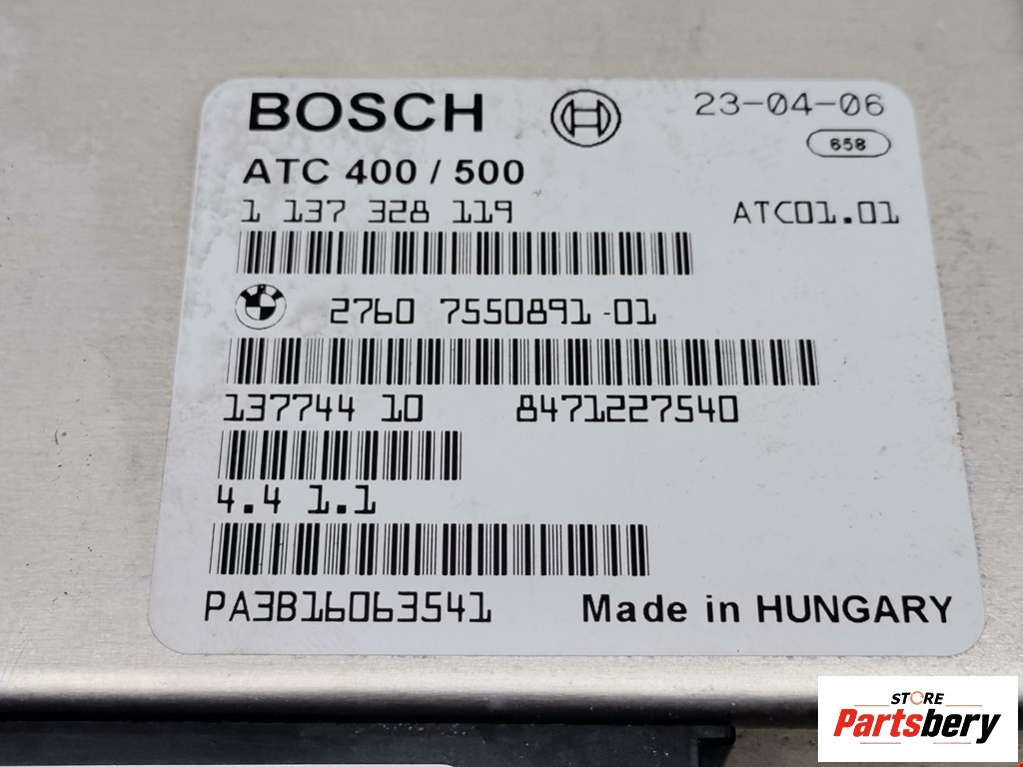 BOSCH 23-04-06
658
ATC 400 / 500
1 137 328 119 ATC01.01
BMW 2760 7550891-01
137744 10 8471227540
4.4 1.1
PA3B16063541 Made in HUNGARY
STORE
Partsbery